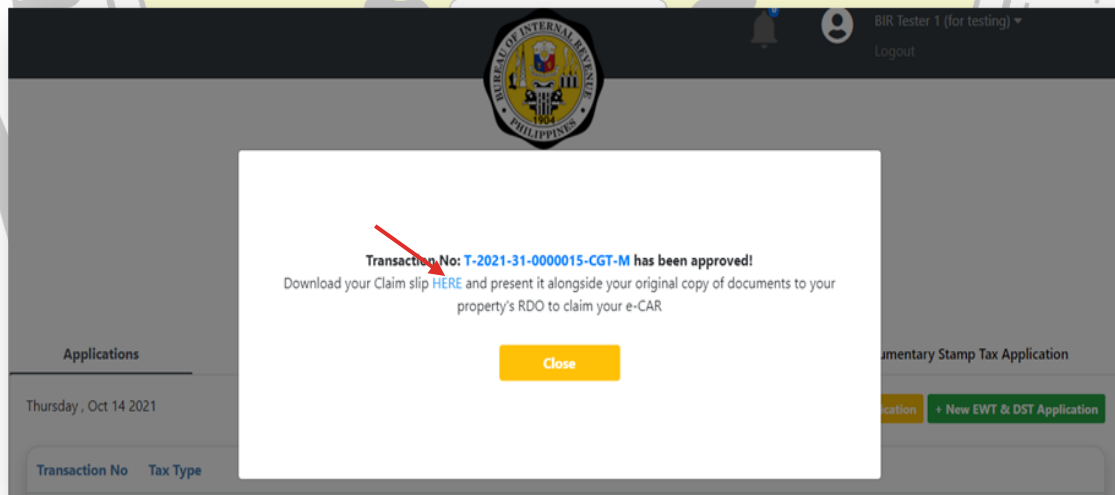 BUREAU OF INTERNAL REVENUE
1904
PHILIPPINES
BIR Tester 1 (for testing)
Logout
Transaction No: T-2021-31-0000015-CGT-M has been approved!
Download your Claim slip HERE and present it alongside your original copy of documents to your
property's RDO to claim your e-CAR
Close
Applications
umentary Stamp Tax Application
Thursday , Oct 14 2021
ication
+ New EWT & DST Application
Transaction No Tax Type